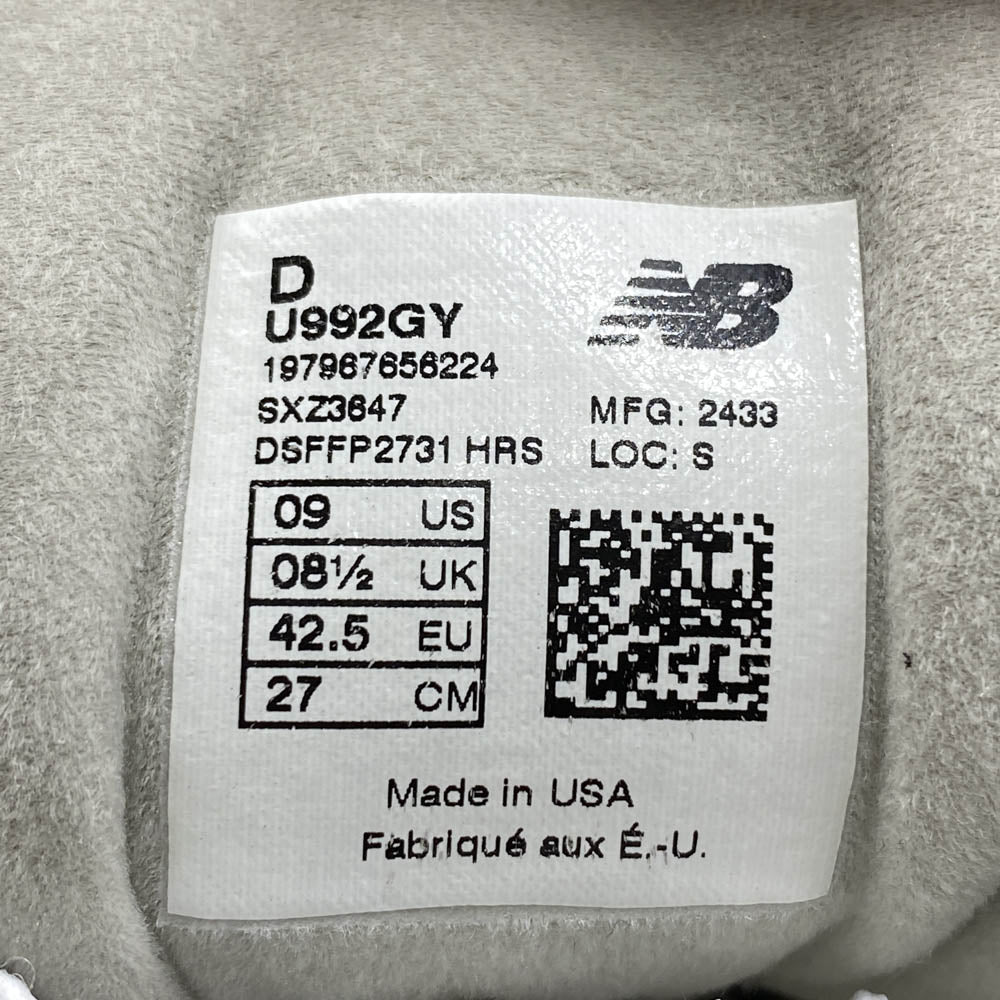 D
U992GY
NB
197967656224
SXZ3647
MFG: 2433
DSFFP2731 HRS
LOC: S
09 US
08½ UK
42.5 EU
27 CM
Made in USA
Fabriqué aux É.-U.